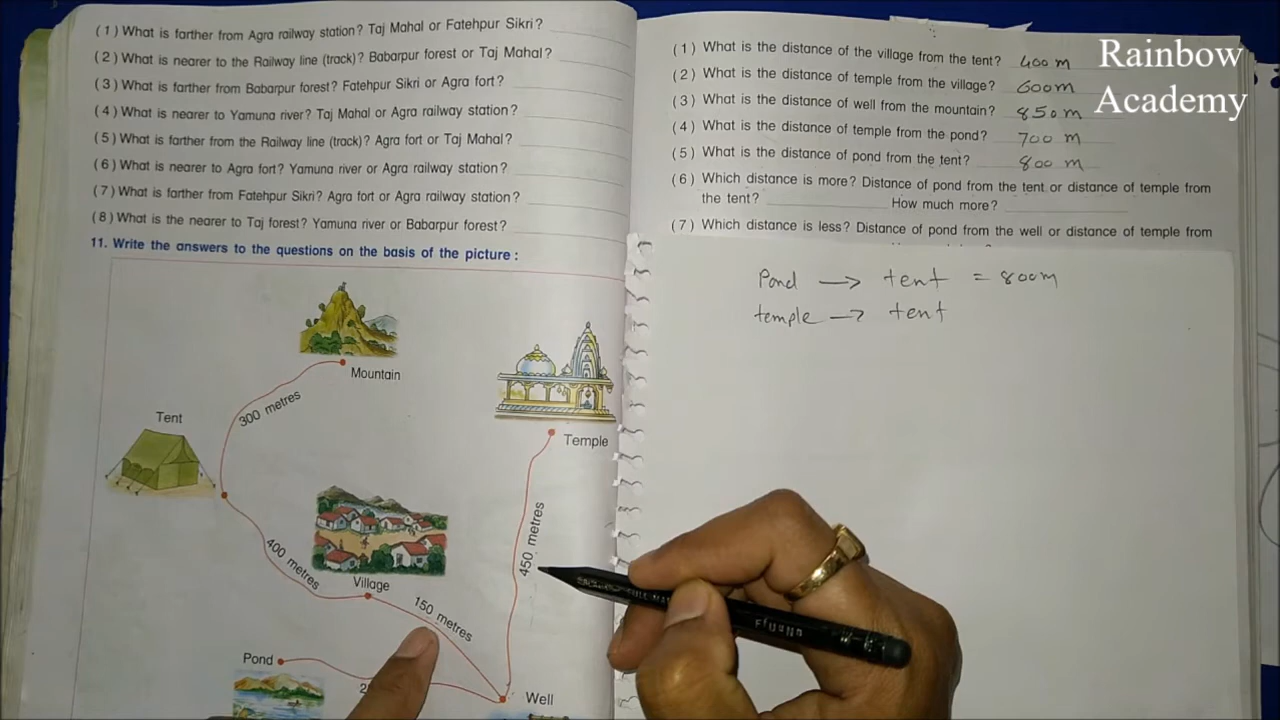 (1) What is farther from Agra railway station? Taj Mahal or Fatehpur Sikri?
(2) What is nearer to the Railway line (track)? Babarpur forest or Taj Mahal?
(3) What is farther from Babarpur forest? Fatehpur Sikri or Agra fort?
(4) What is nearer to Yamuna river? Taj Mahal or Agra railway station?
(5) What is farther from the Railway line (track)? Agra fort or Taj Mahal?
(6) What is nearer to Agra fort? Yamuna river or Agra railway station?
(7) What is farther from Fatehpur Sikri? Agra fort or Agra railway station?
(8) What is the nearer to Taj forest? Yamuna river or Babarpur forest?
11. Write the answers to the questions on the basis of the picture :
Mountain
300 metres
Temple
Tent
450 metres
400 metres
Village
150 metres
Pond
Well
(1) What is the distance of the village from the tent? 400 m
(2) What is the distance of temple from the village? 600m
(3) What is the distance of well from the mountain? 850 m
(4) What is the distance of temple from the pond? 700 m
(5) What is the distance of pond from the tent? 800 m
(6) Which distance is more? Distance of pond from the tent or distance of temple from
the tent? How much more?
(7) Which distance is less? Distance of pond from the well or distance of temple from
Pond → tent = 800m
temple → tent
Rainbow
Academy